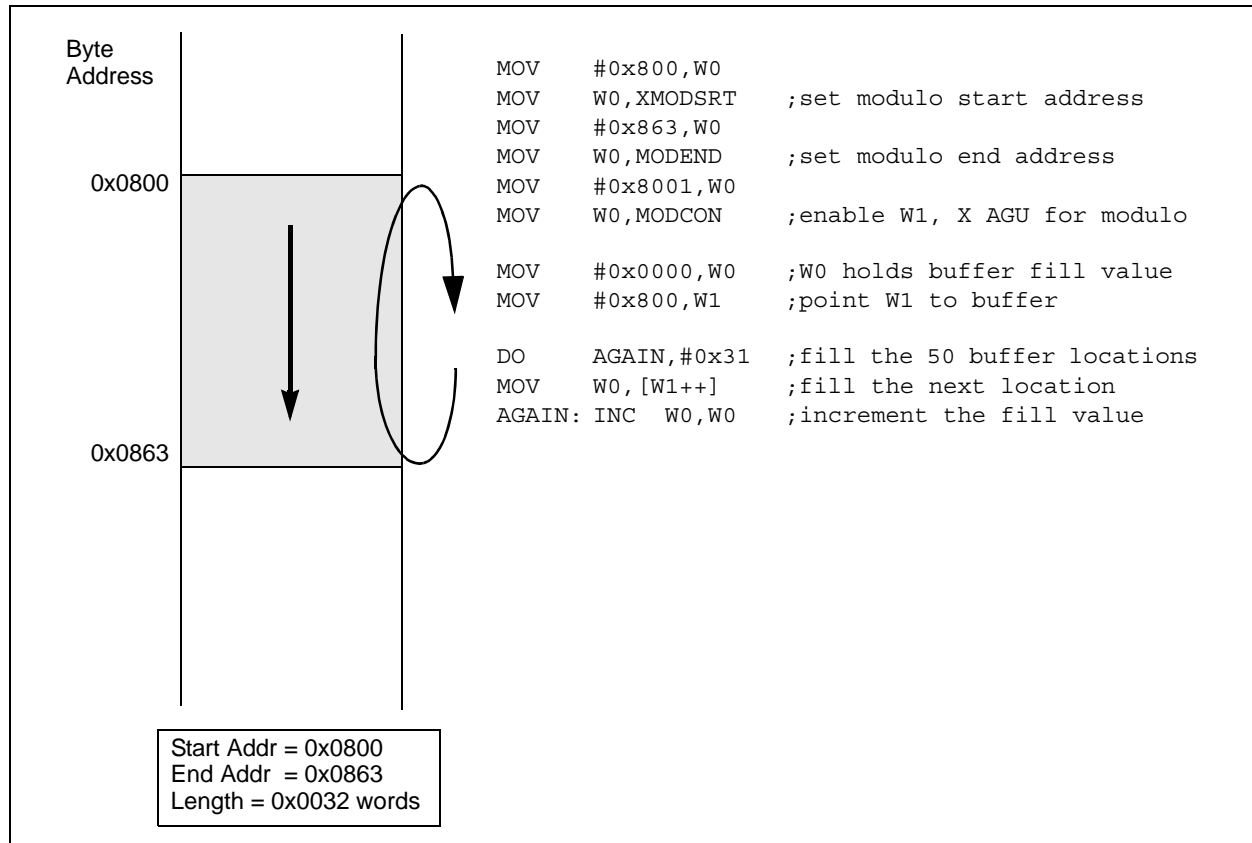 Byte
Address
0x0800
0x0863
MOV #0x800,W0
MOV W0,XMODSRT ;set modulo start address
MOV #0x863,W0
MOV W0,MODEND ;set modulo end address
MOV #0x8001,W0
MOV W0,MODCON ;enable W1, X AGU for modulo
MOV #0x0000,W0 ;W0 holds buffer fill value
MOV #0x800,W1 ;point W1 to buffer
DO AGAIN,#0x31 ;fill the 50 buffer locations
MOV W0,[W1++] ;fill the next location
AGAIN: INC W0,W0 ;increment the fill value
Start Addr = 0x0800
End Addr = 0x0863
Length = 0x0032 words